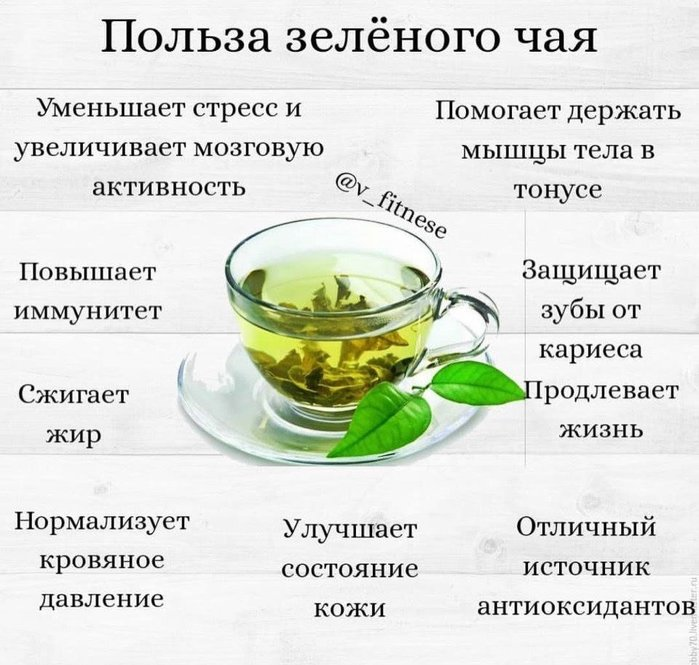 Польза зелёного чая
Уменьшает стресс и
увеличивает мозговую
активность
Помогает держать
мышцы тела в
тонусе
@v_fitnese
Повышает
иммунитет
Защищает
зубы от
кариеса
Сжигает
жир
Продлевает
жизнь
Нормализует
кровяное
давление
Улучшает
состояние
кожи
Отличный
источник
антиоксидантов